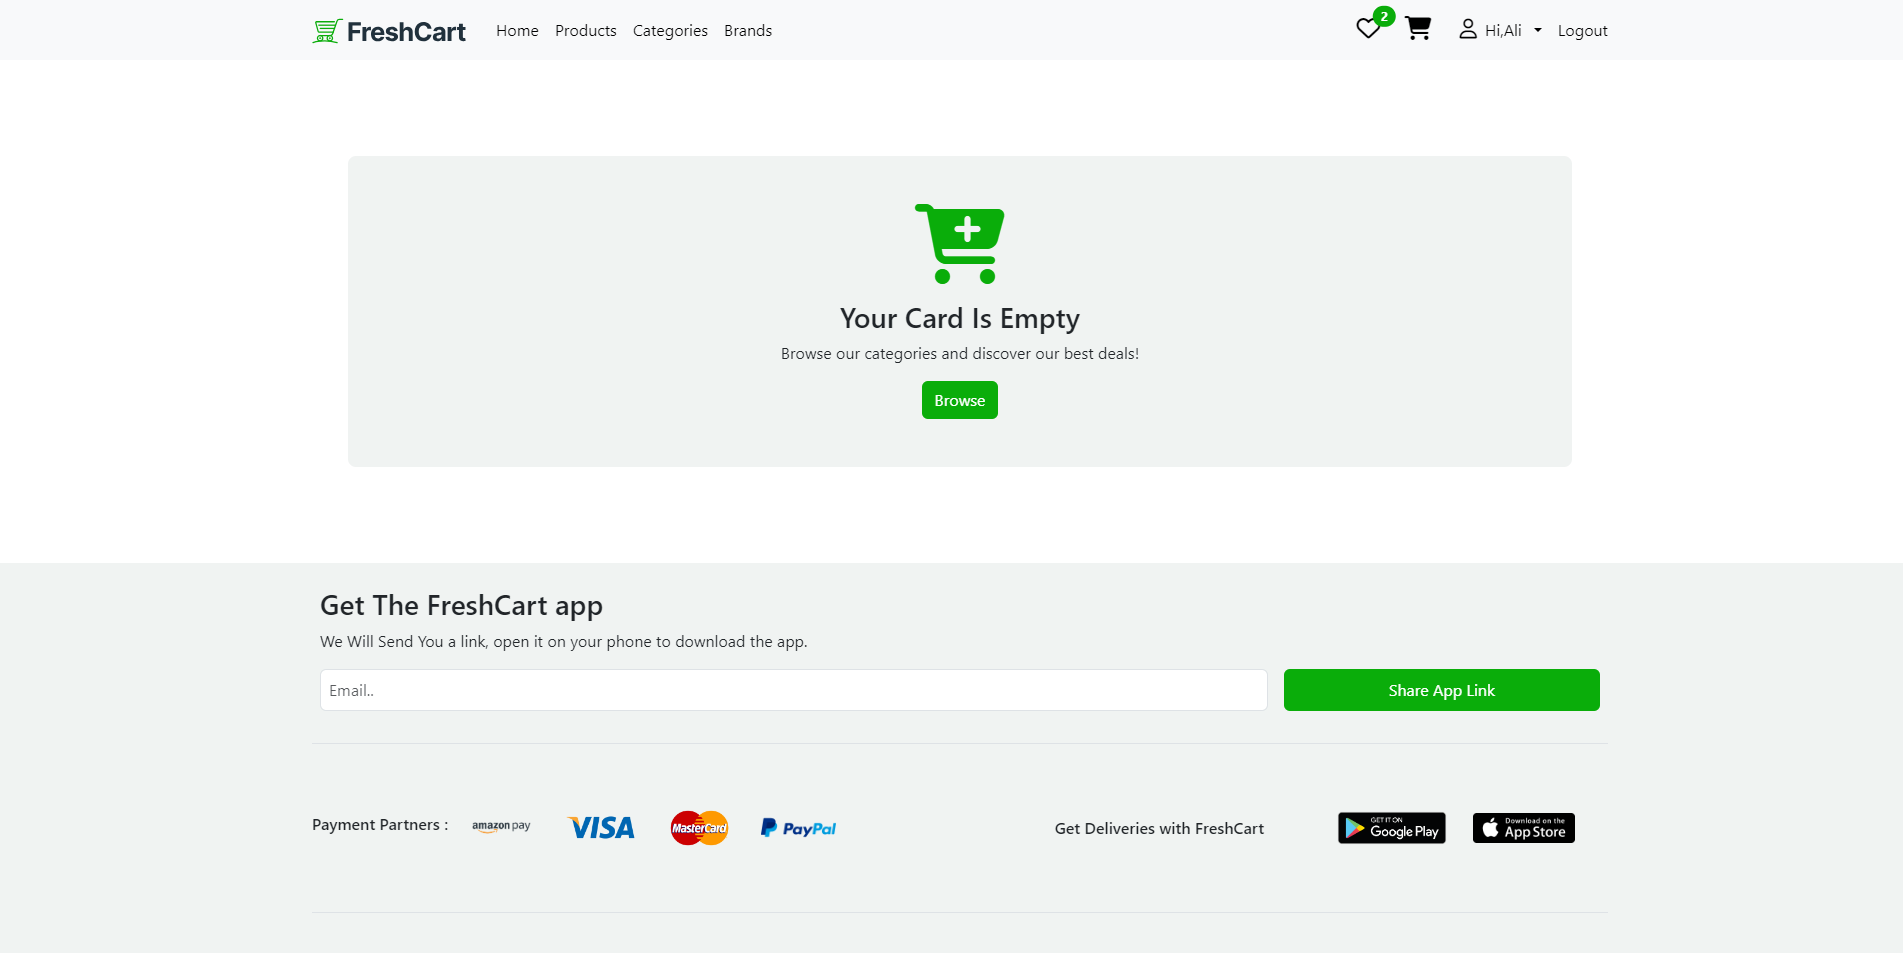 FreshCart Home Products Categories Brands 2 Hi,Ali Logout
Your Card Is Empty
Browse our categories and discover our best deals!
Browse
Get The FreshCart app
We Will Send You a link, open it on your phone to download the app.
Email.. Share App Link
Payment Partners : amazon pay VISA MasterCard PayPal Get Deliveries with FreshCart
GET IT ON
Google Play
Download on the
App Store